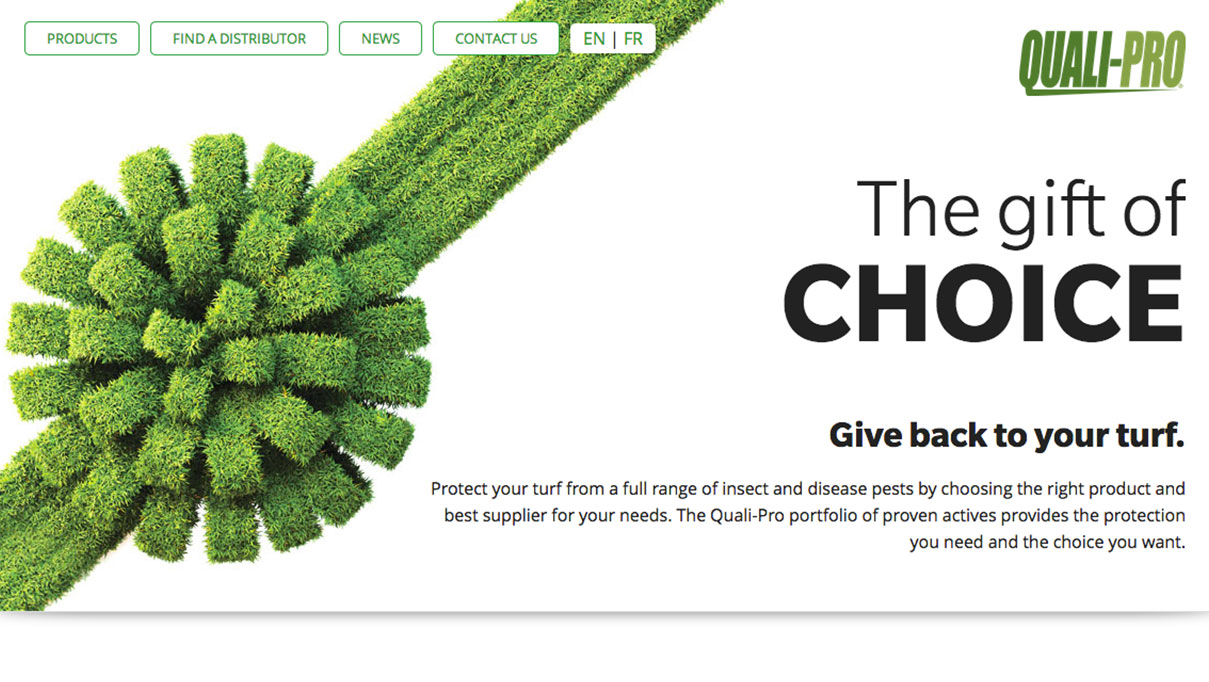 PRODUCTS FIND A DISTRIBUTOR NEWS CONTACT US EN | FR
QUALI-PRO®
The gift of
CHOICE
Give back to your turf.
Protect your turf from a full range of insect and disease pests by choosing the right product and
best supplier for your needs. The Quali-Pro portfolio of proven actives provides the protection
you need and the choice you want.